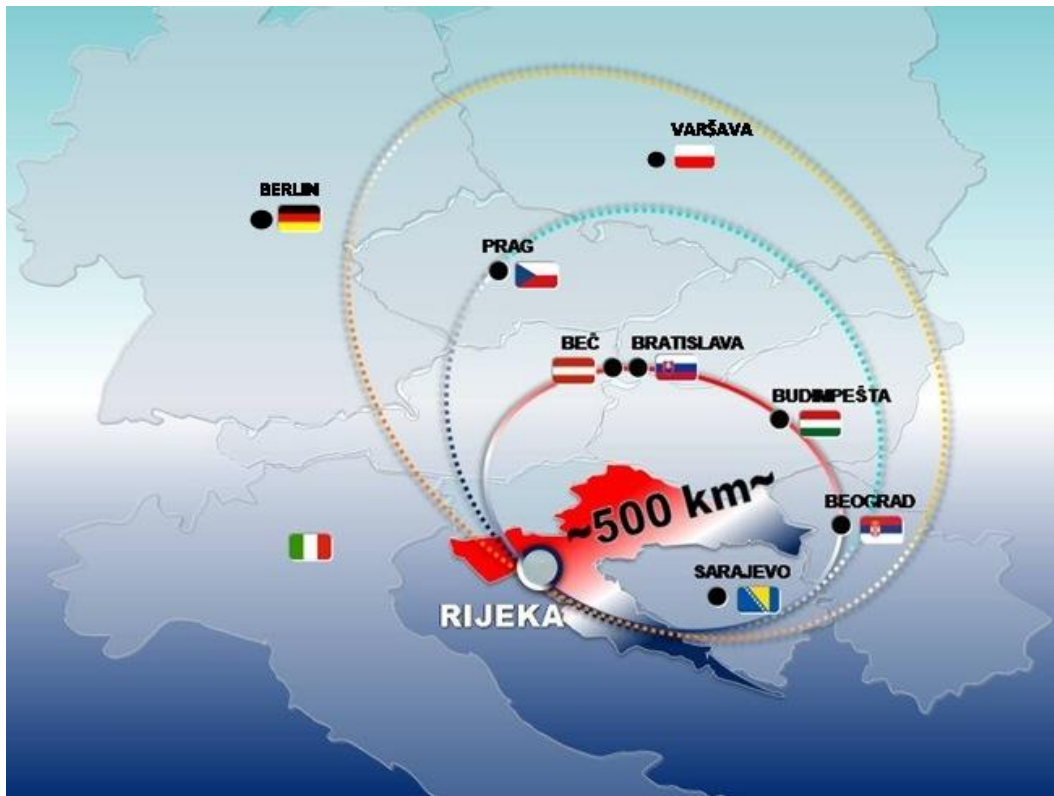 VARŠAVA
BERLIN
PRAG
BEČ
BRATISLAVA
BUDIMPEŠTA
~500 km~
BEOGRAD
SARAJEVO
RIJEKA